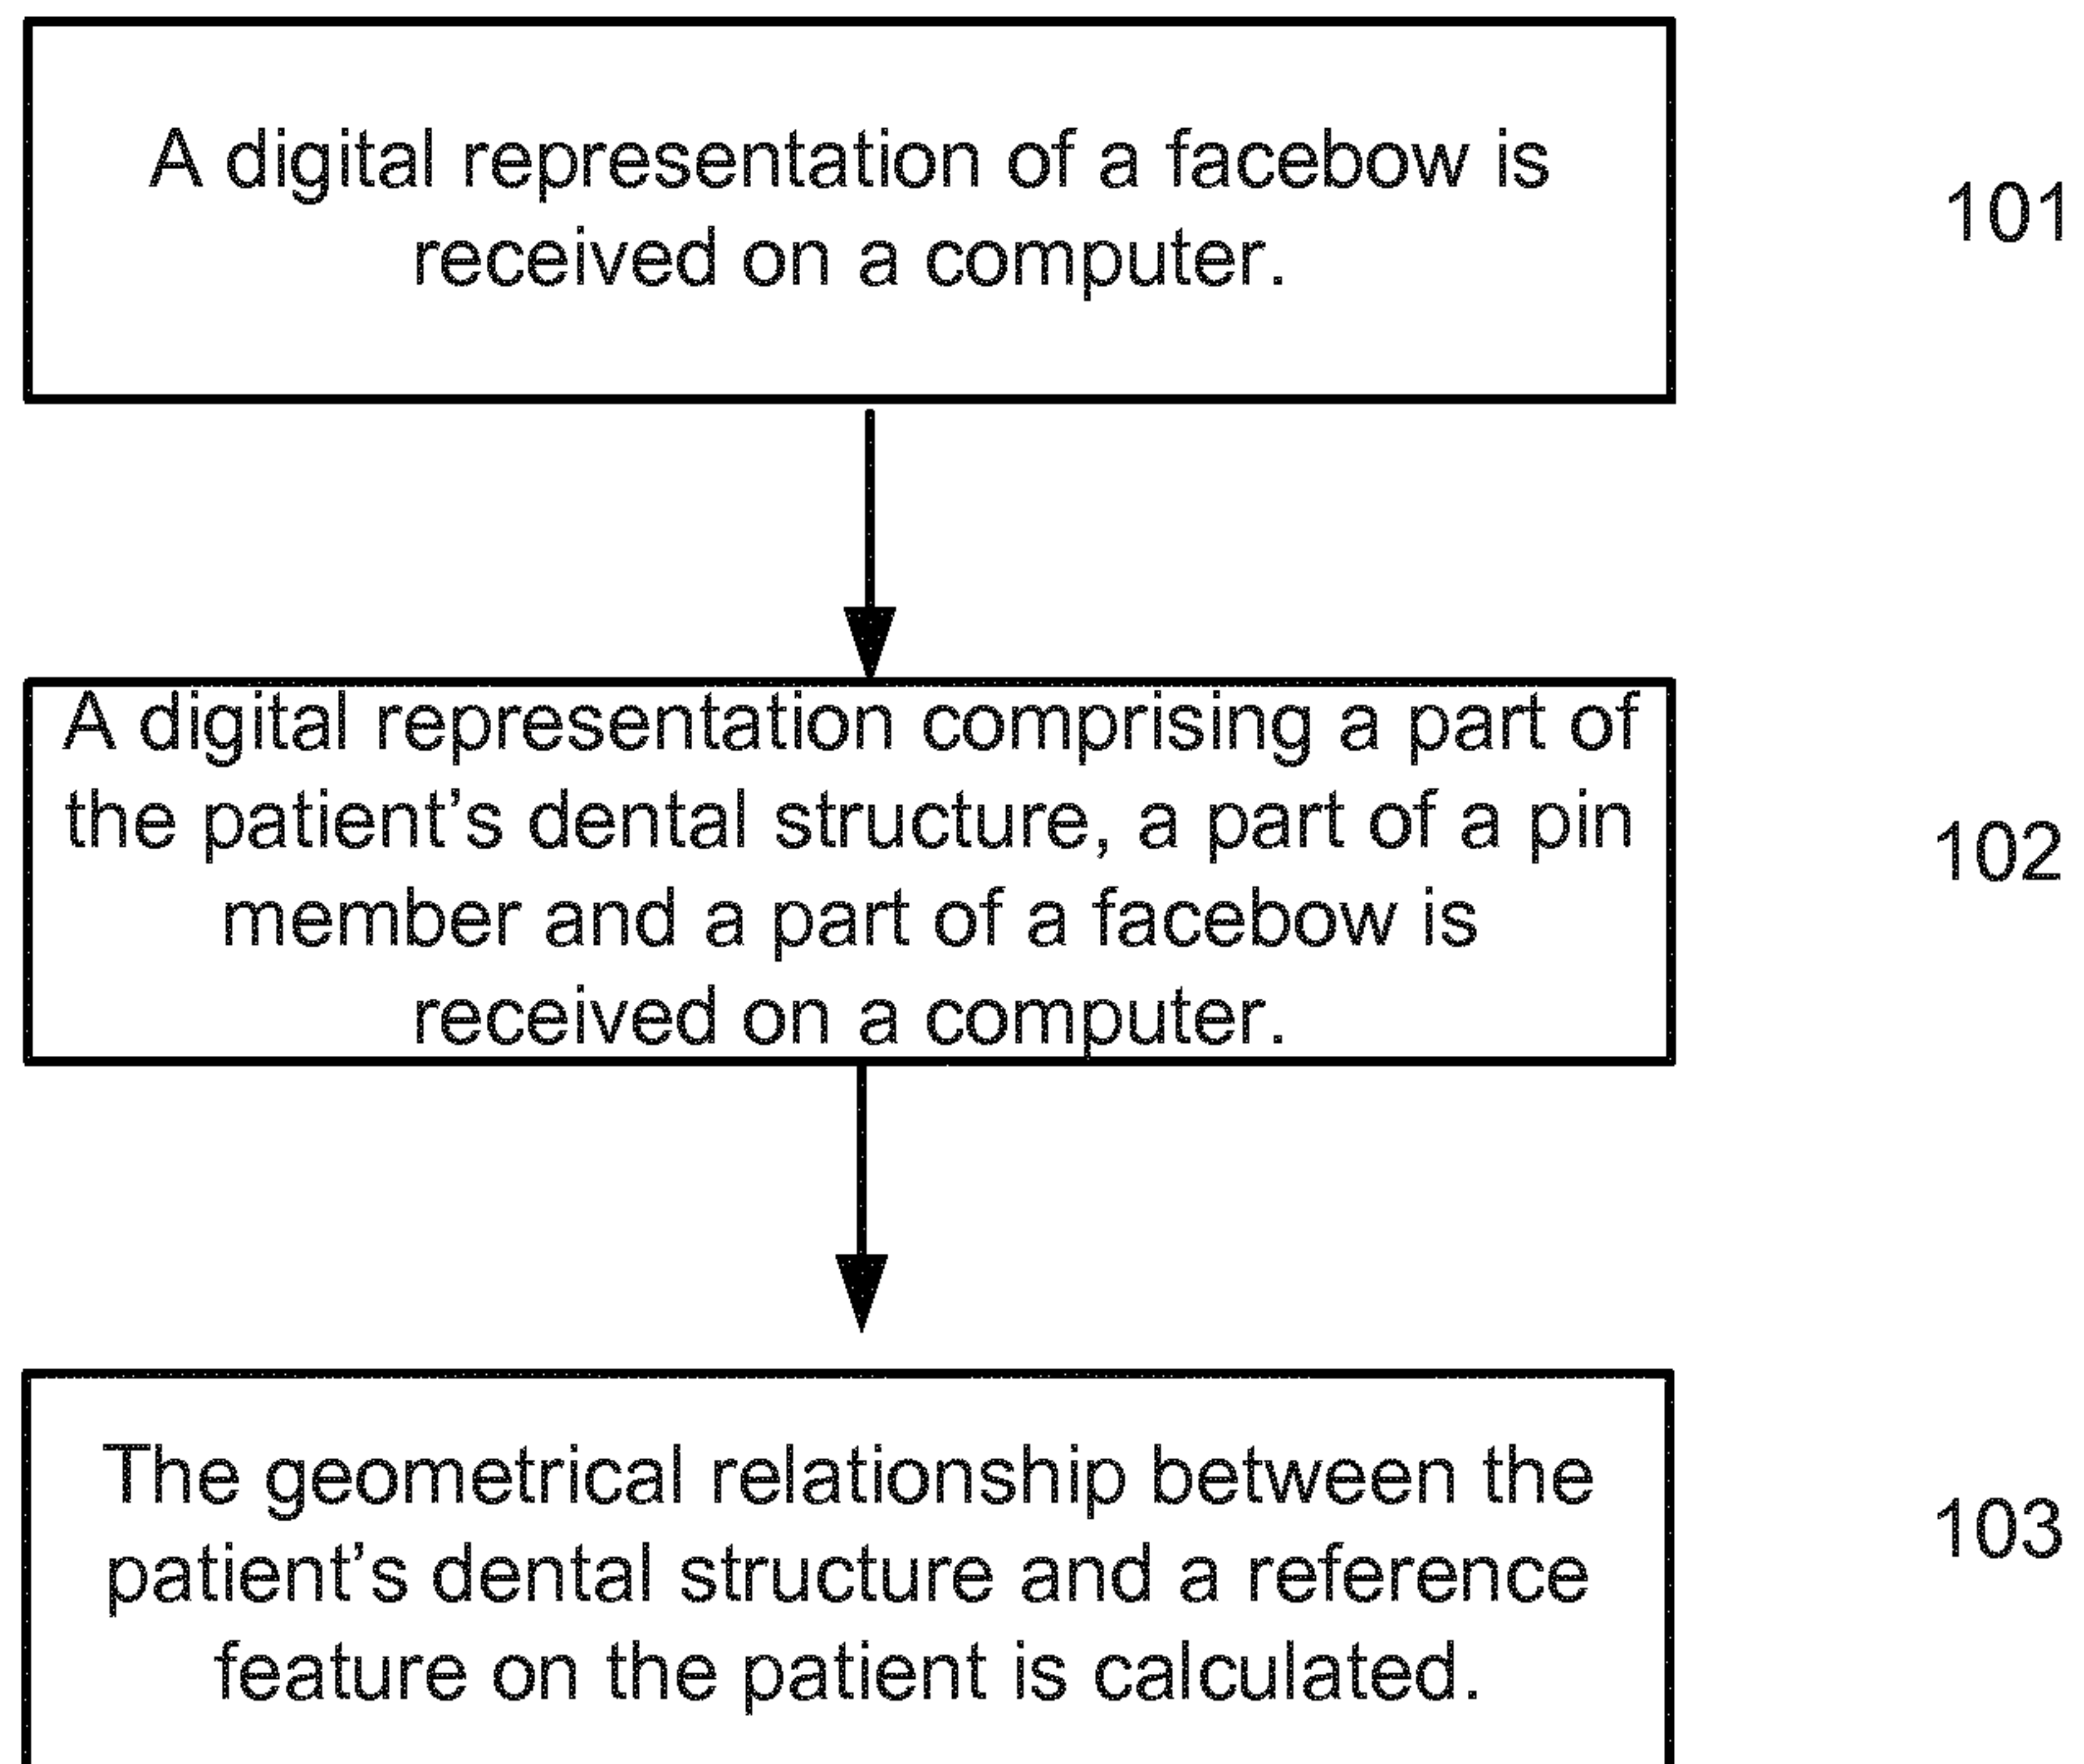 A digital representation of a facebow is
received on a computer.
101
A digital representation comprising a part of
the patient’s dental structure, a part of a pin
member and a part of a facebow is
received on a computer.
102
The geometrical relationship between the
patient’s dental structure and a reference
feature on the patient is calculated.
103